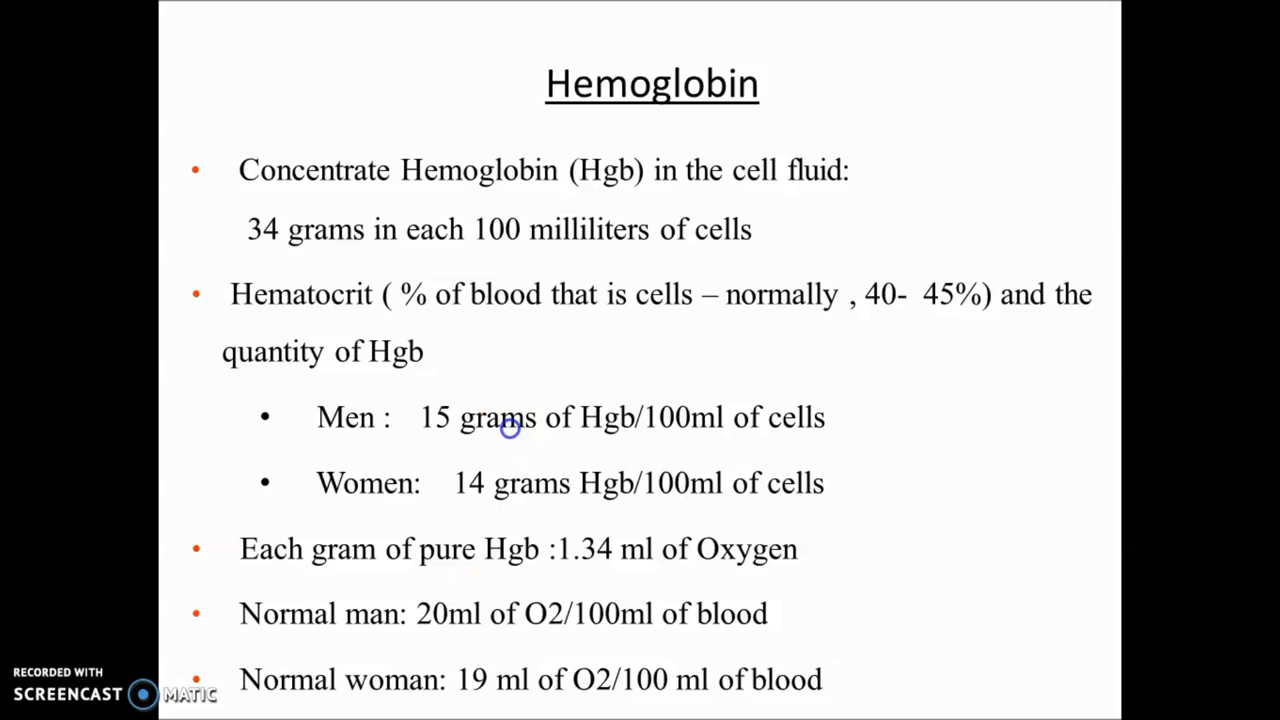 Hemoglobin
• Concentrate Hemoglobin (Hgb) in the cell fluid:
34 grams in each 100 milliliters of cells
• Hematocrit ( % of blood that is cells – normally , 40- 45%) and the
quantity of Hgb
• Men : 15 grams of Hgb/100ml of cells
• Women: 14 grams Hgb/100ml of cells
• Each gram of pure Hgb :1.34 ml of Oxygen
• Normal man: 20ml of O2/100ml of blood
• Normal woman: 19 ml of O2/100 ml of blood
RECORDED WITH
SCREENCAST MATIC